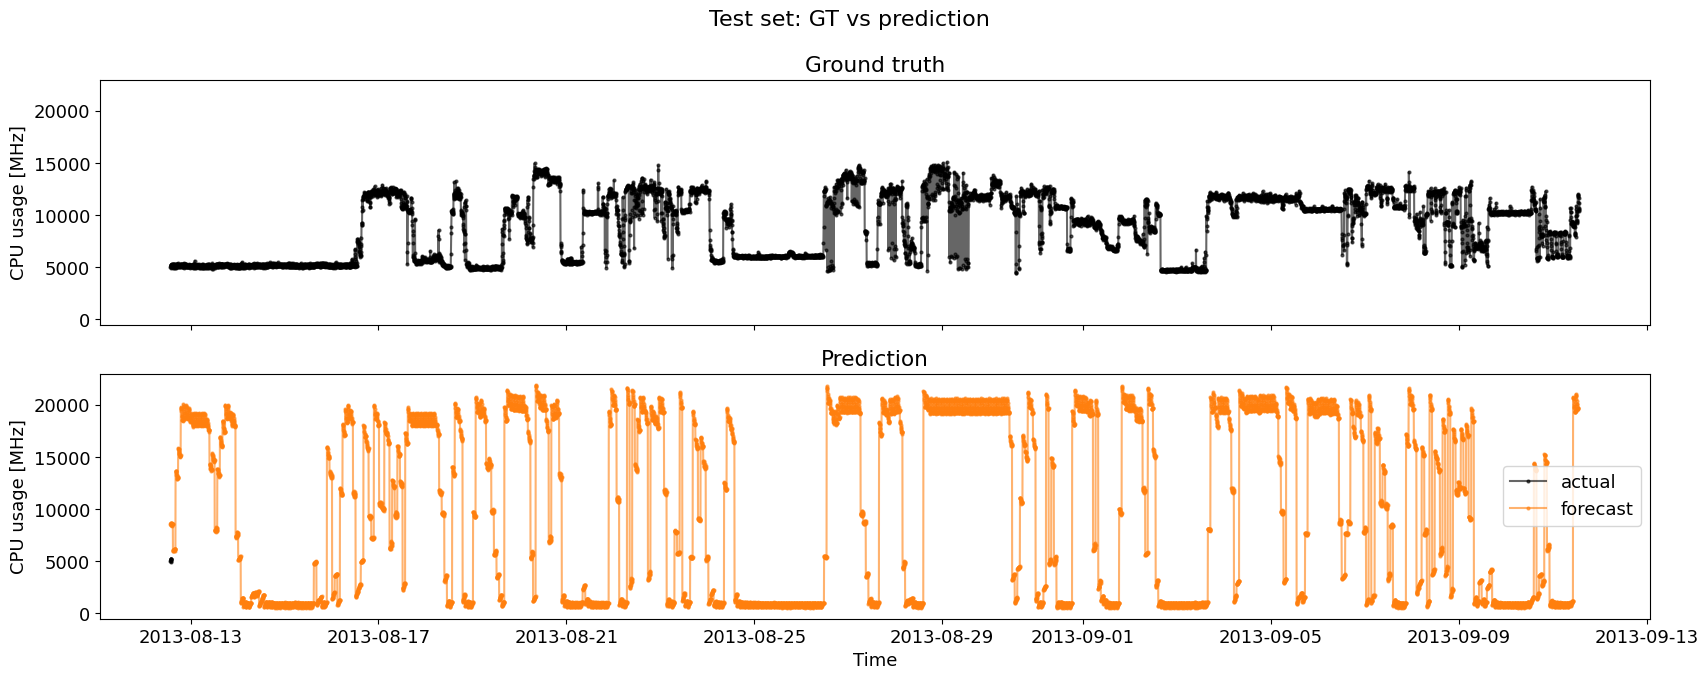 Test set: GT vs prediction
Ground truth
CPU usage [MHz]
20000
15000
10000
5000
0
Prediction
CPU usage [MHz]
20000
15000
10000
5000
0
actual
forecast
2013-08-13 2013-08-17 2013-08-21 2013-08-25 2013-08-29 2013-09-01 2013-09-05 2013-09-09 2013-09-13
Time